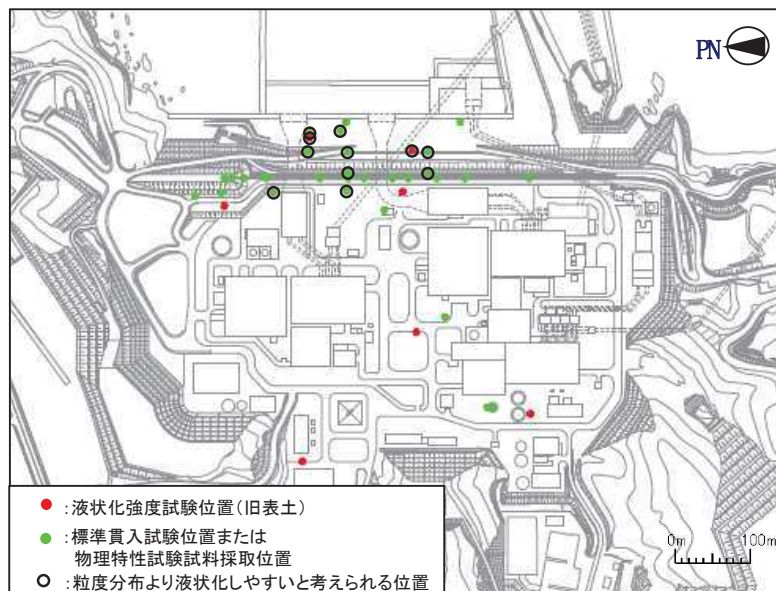 PN
●:液状化強度試験位置(旧表土)
●:標準貫入試験位置または
物理特性試験試料採取位置
○:粒度分布より液状化しやすいと考えられる位置
0m 100m